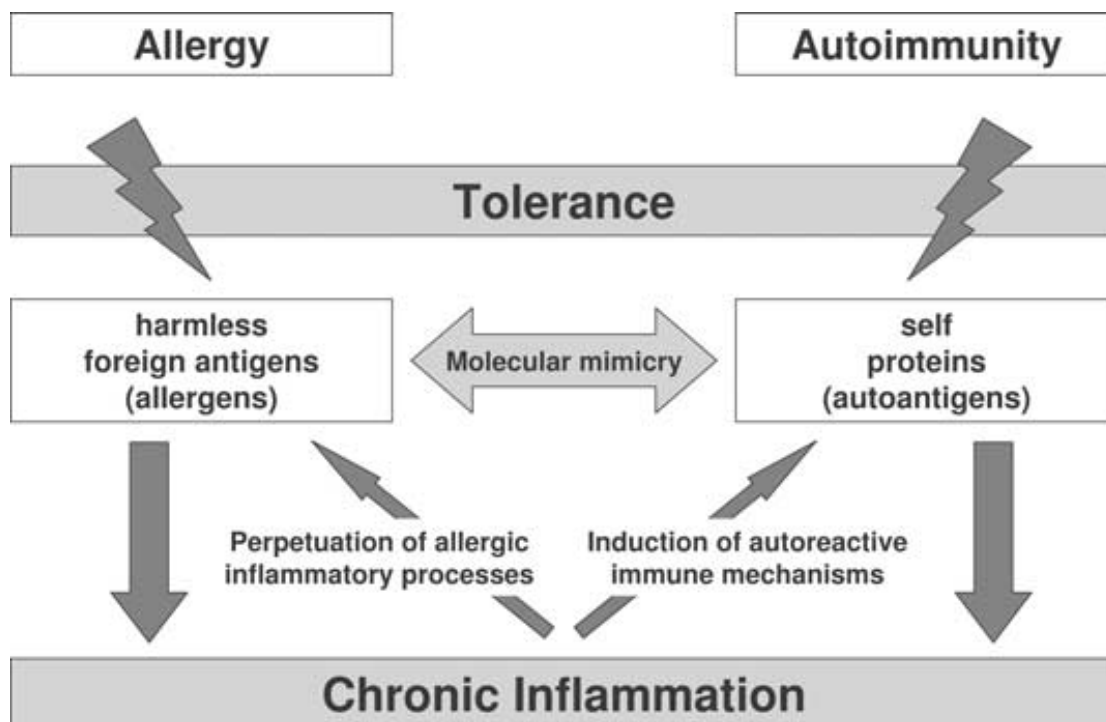 Allergy
Autoimmunity
Tolerance
harmless
foreign antigens
(allergens)
Molecular mimicry
self
proteins
(autoantigens)
Perpetuation of allergic
inflammatory processes
Induction of autoreactive
immune mechanisms
Chronic Inflammation